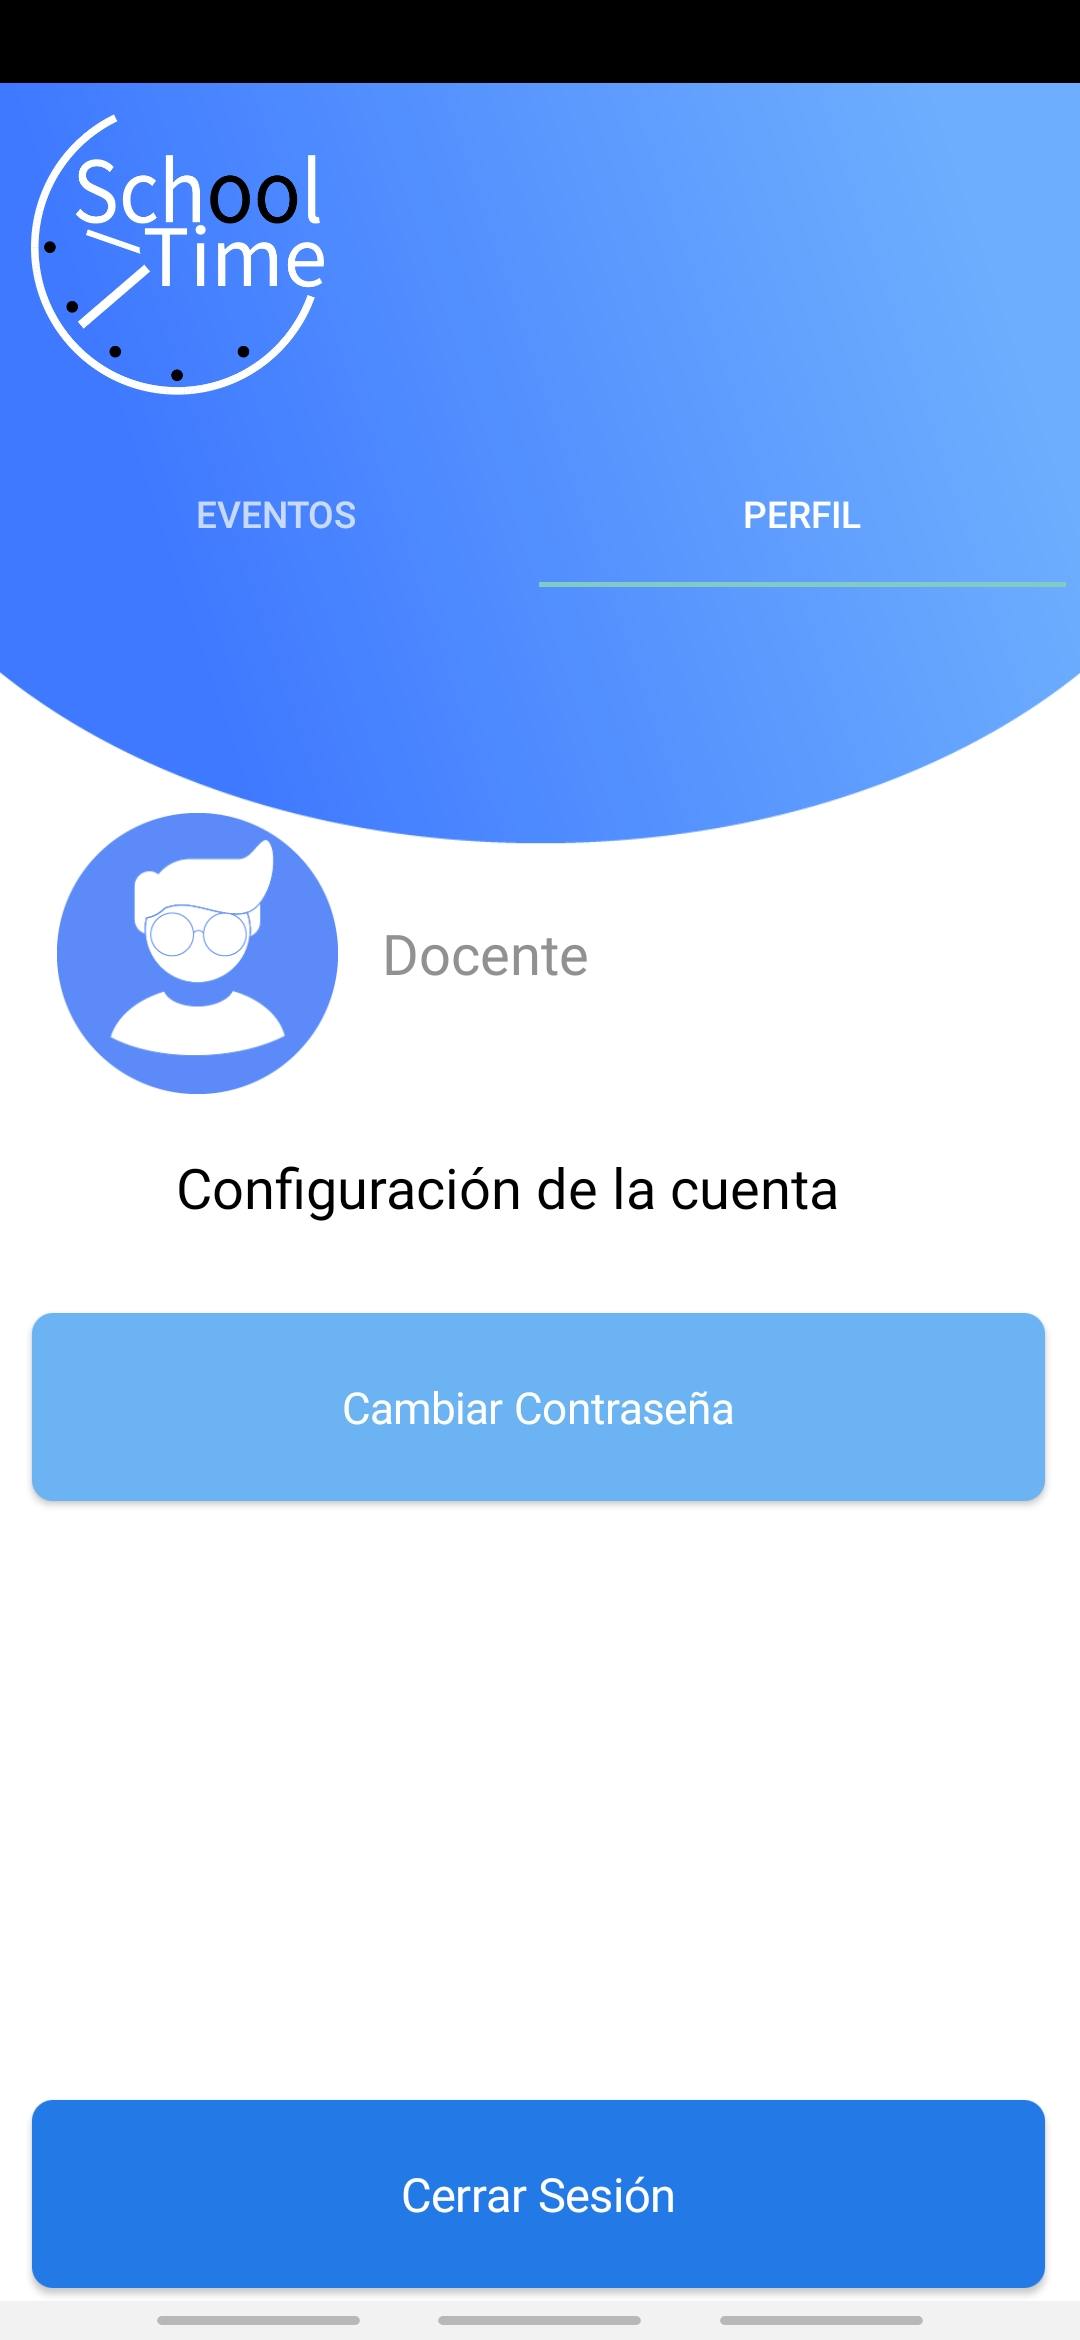 School
Time
EVENTOS
PERFIL
Docente
Configuración de la cuenta
Cambiar Contraseña
Cerrar Sesión